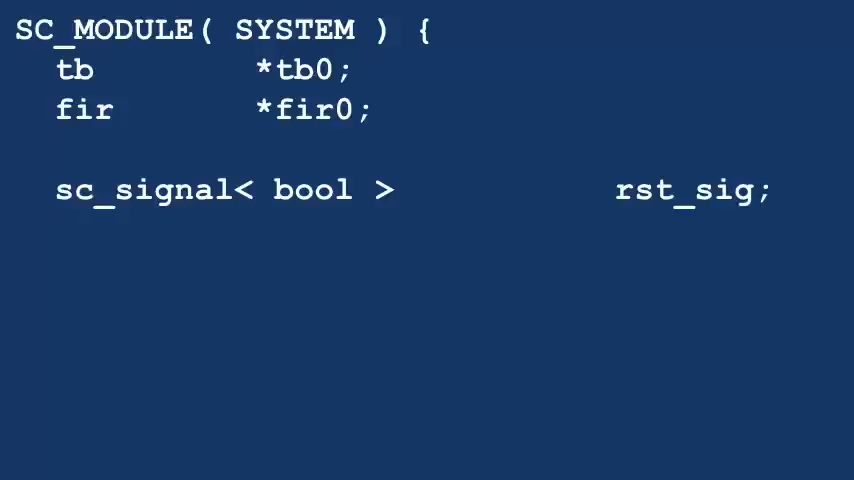 SC_MODULE( SYSTEM ) {
tb *tb0;
fir *fir0;
sc_signal< bool > rst_sig;